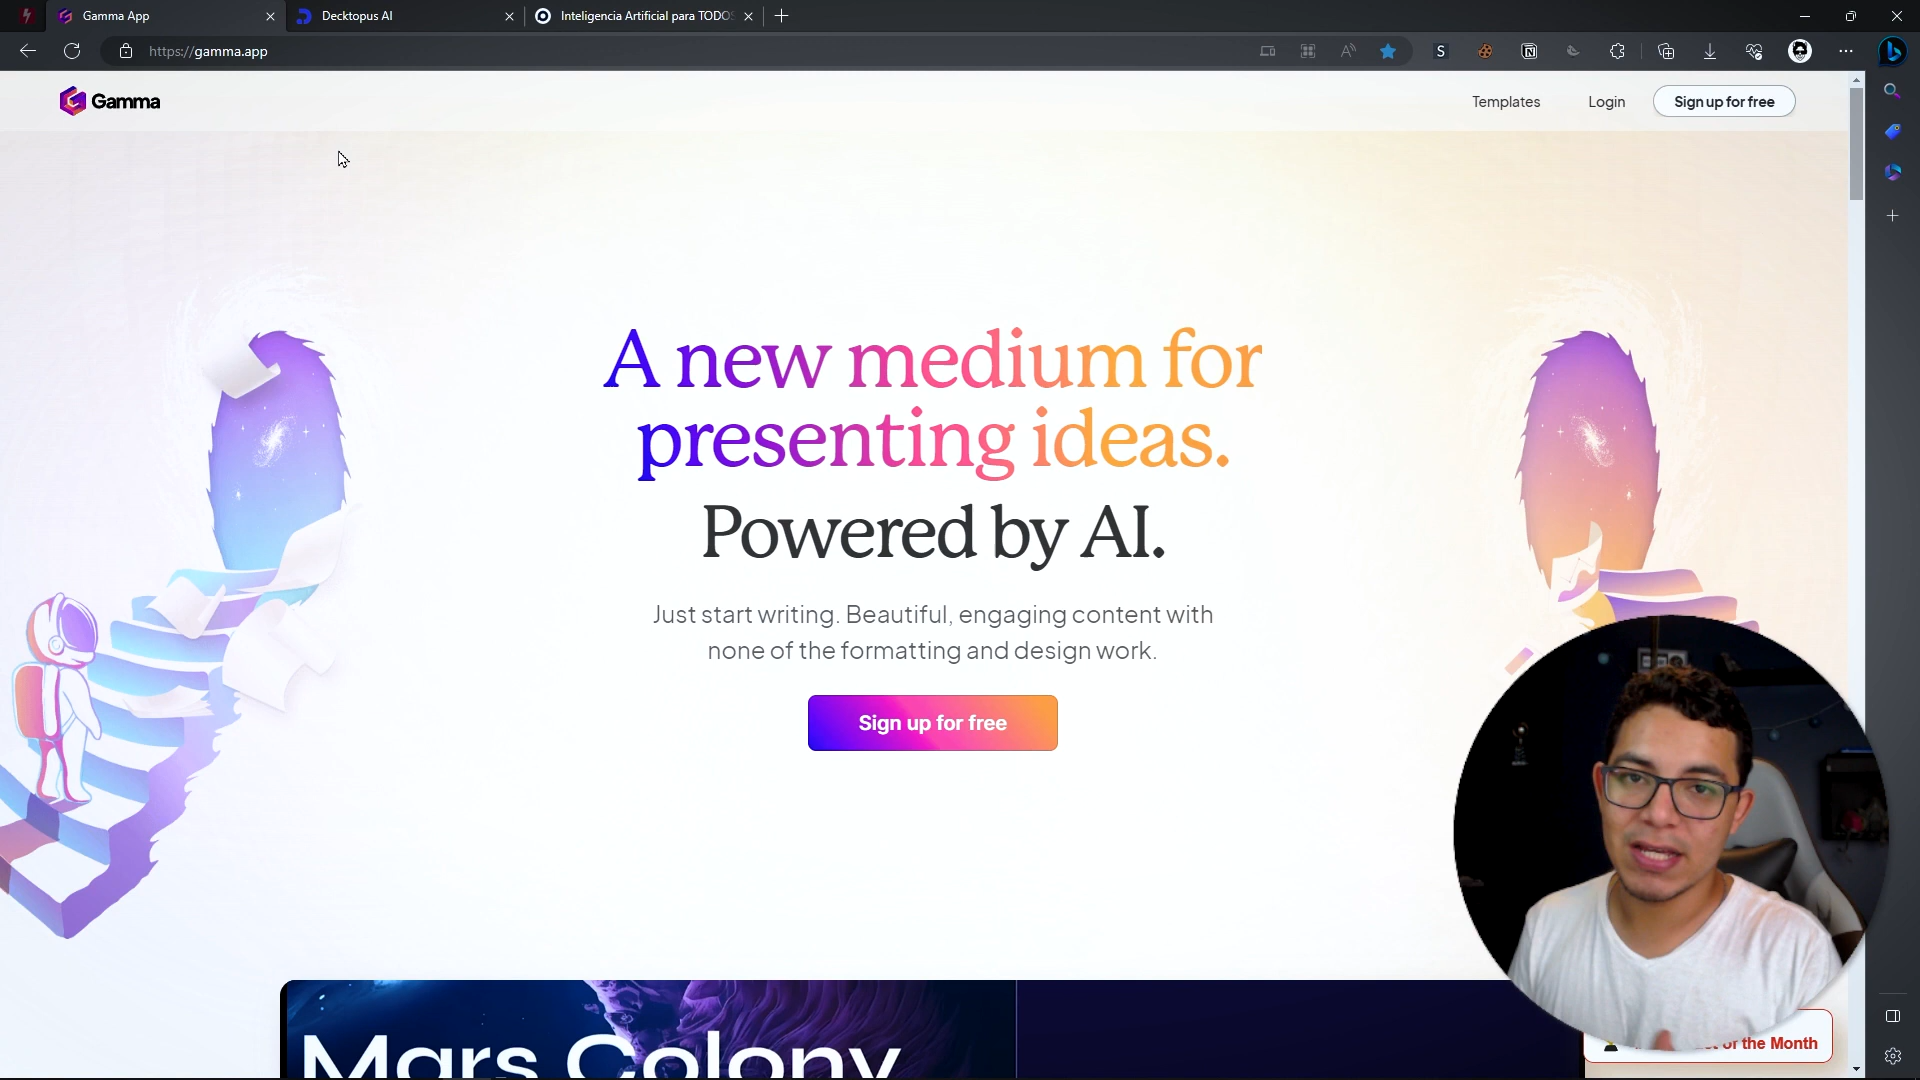 Gamma App
Decktopus AI
Inteligencia Artificial para TODOS
https://gamma.app
Gamma
Templates
Login
Sign up for free
A new medium for
presenting ideas.
Powered by AI.
Just start writing. Beautiful, engaging content with
none of the formatting and design work.
Sign up for free
Mars Colony
of the Month